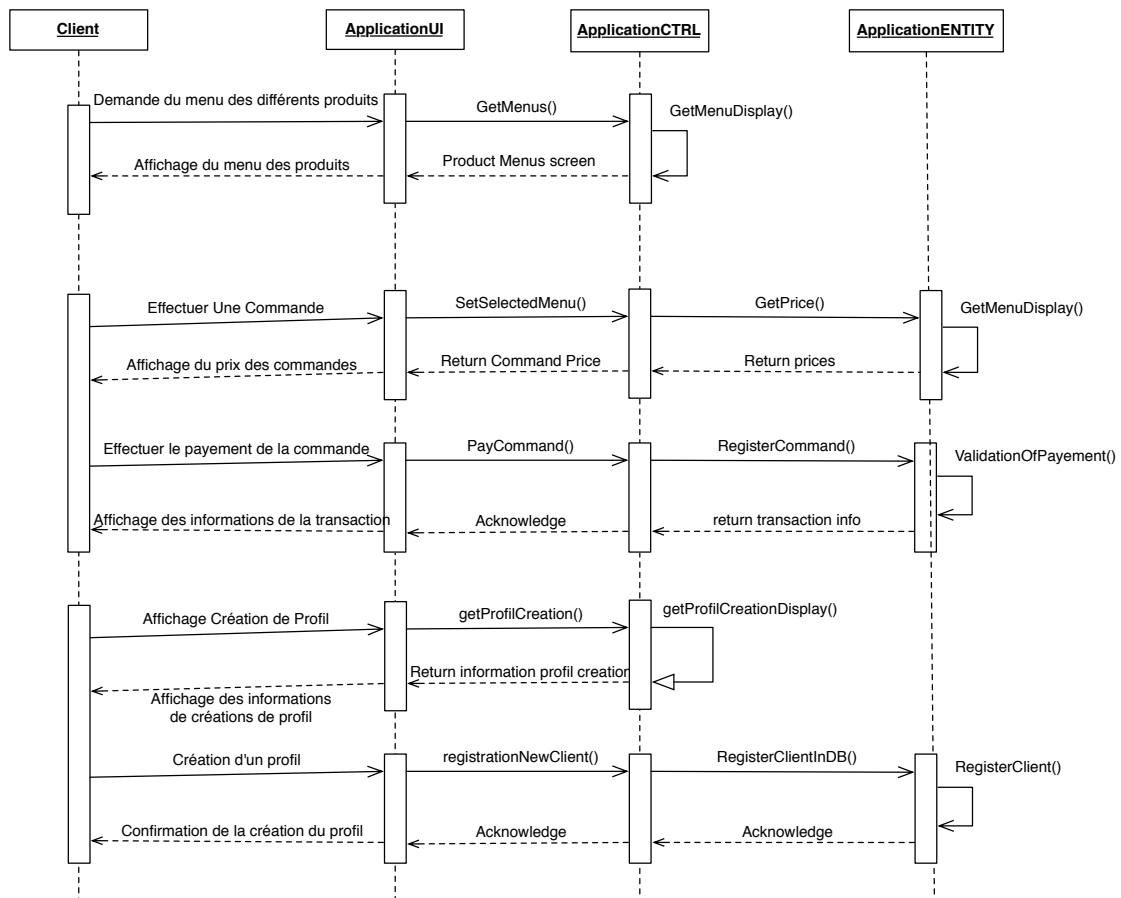 Client
ApplicationUI
ApplicationCTRL
ApplicationENTITY
Demande du menu des différents produits
GetMenus()
GetMenuDisplay()
Affichage du menu des produits
Product Menus screen
Effectuer Une Commande
SetSelectedMenu()
GetPrice()
GetMenuDisplay()
Affichage du prix des commandes
Return Command Price
Return prices
Effectuer le payement de la commande
PayCommand()
RegisterCommand()
ValidationOfPayement()
Affichage des informations de la transaction
Acknowledge
return transaction info
Affichage Création de Profil
getProfilCreation()
getProfilCreationDisplay()
Return information profil creation
Affichage des informations
de créations de profil
Création d'un profil
registrationNewClient()
RegisterClientInDB()
RegisterClient()
Confirmation de la création du profil
Acknowledge
Acknowledge